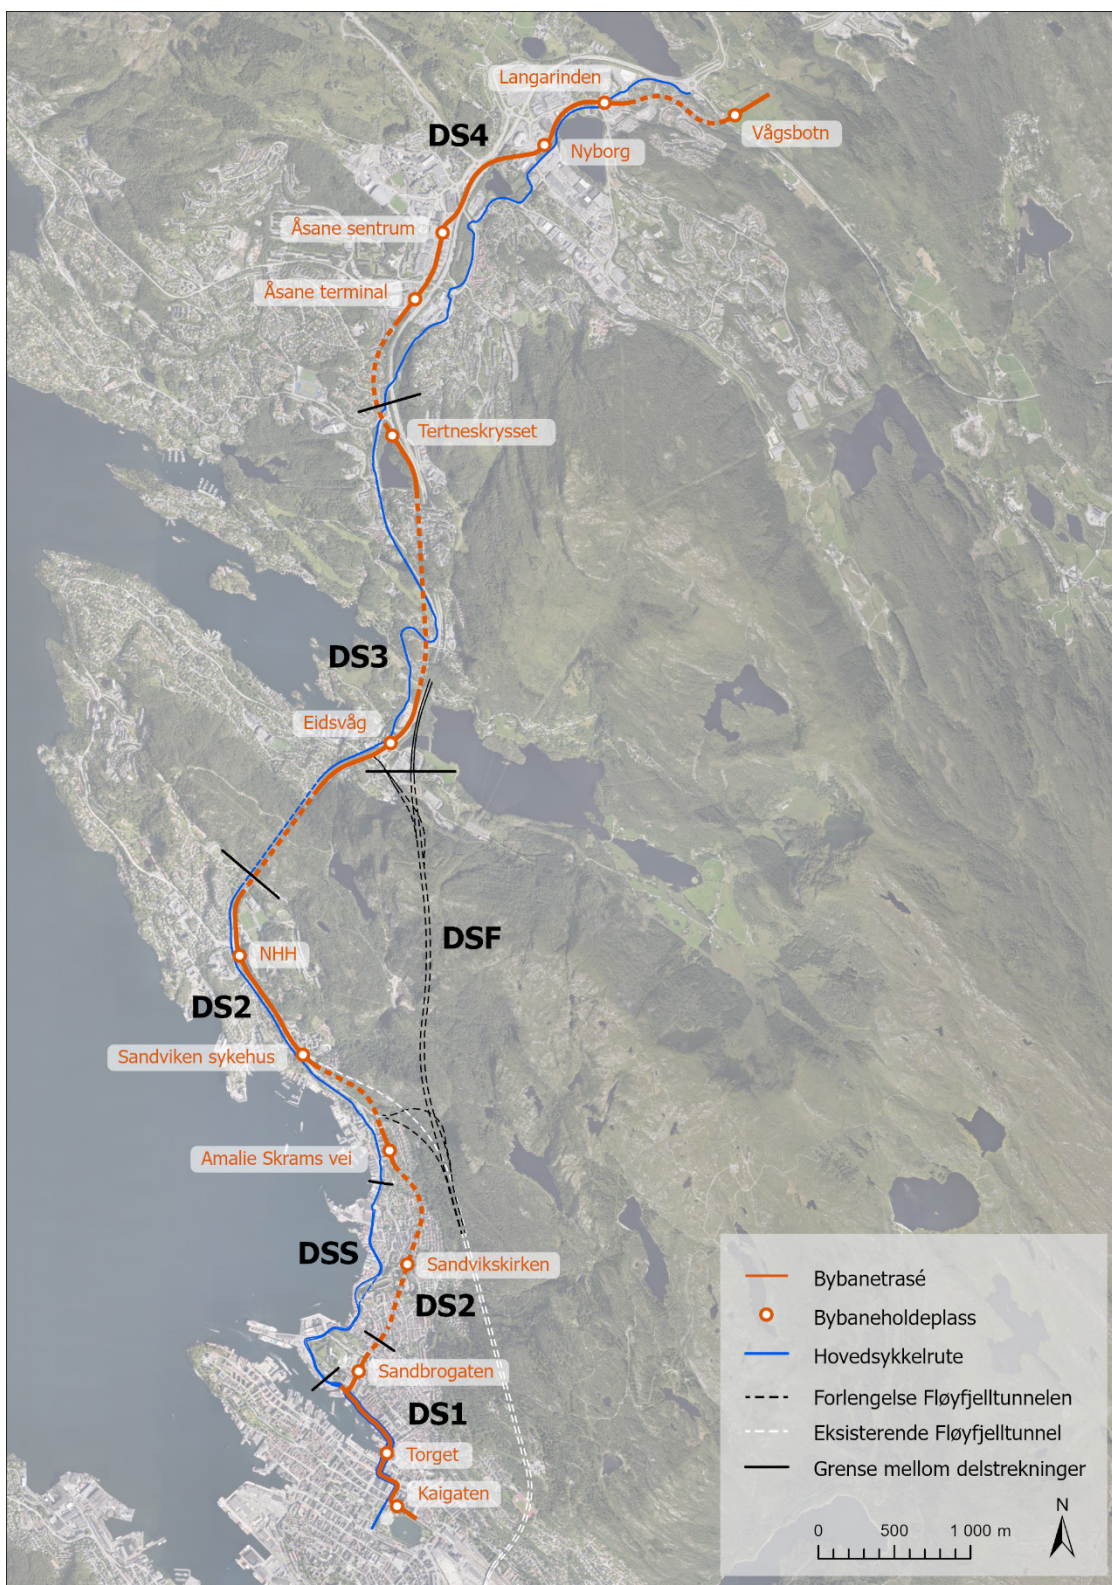 Langarinden
Vågsbotn
DS4
Nyborg
Åsane sentrum
Åsane terminal
Tertneskrysset
DS3
Eidsvåg
DSF
NHH
DS2
Sandviken sykehus
Amalie Skrams vei
DSS
Sandvikskirken
DS2
Sandbrogaten
DS1
Torget
Kaigaten
Bybanetrasé
Bybaneholdeplass
Hovedsykkelrute
Forlengelse Fløyfjelltunnelen
Eksisterende Fløyfjelltunnel
Grense mellom delstrekninger
N
0 500 1 000 m